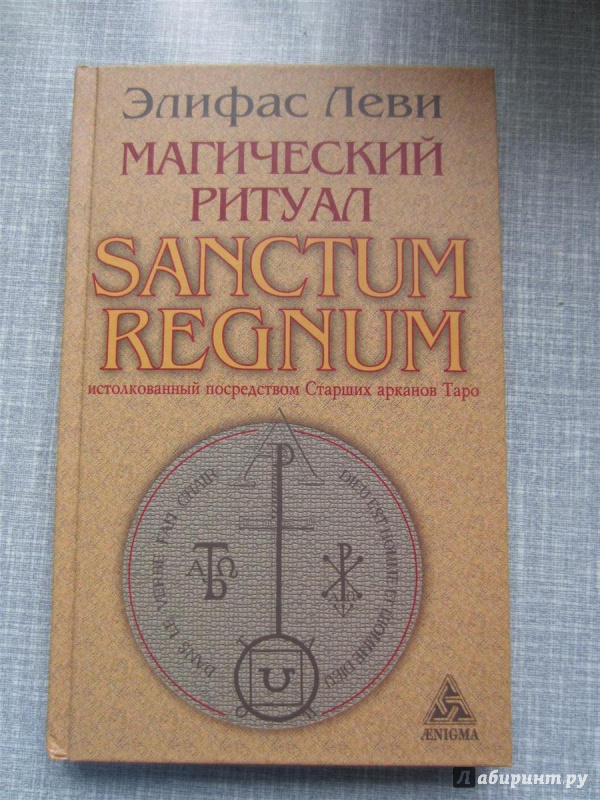 Элифас Леви
МАГИЧЕСКИЙ
РИТУАЛ
SANCTUM
REGNUM
истолкованный посредством Старших арканов Таро
DANS LE VERBE FAIT CHAIR
DIEU EST HOMME ET L'HOMME DIEU
ÆNIGMA
Лабиринт.ру